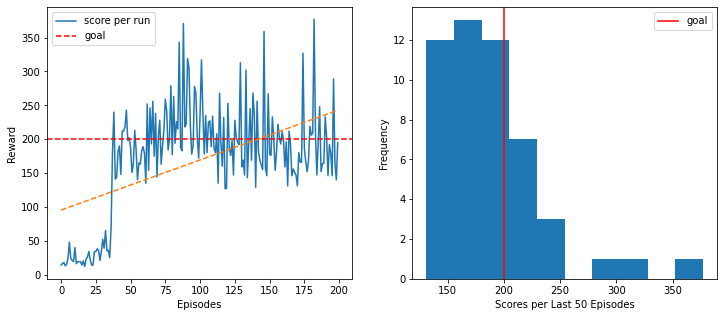 score per run
goal
Reward
350
300
250
200
150
100
50
0
0 25 50 75 100 125 150 175 200
Episodes
goal
Frequency
12
10
8
6
4
2
0
150 200 250 300 350
Scores per Last 50 Episodes